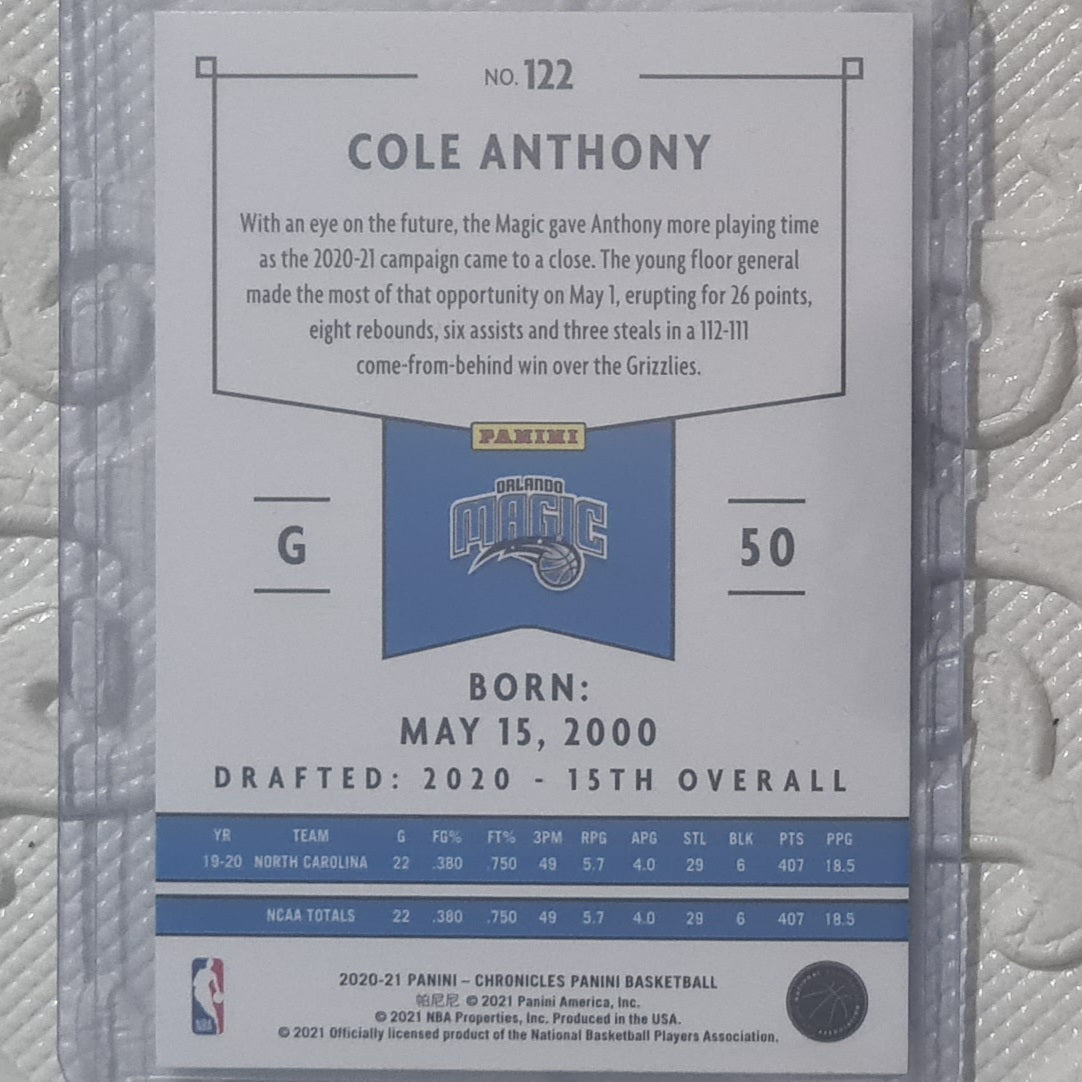 NO. 122
COLE ANTHONY
With an eye on the future, the Magic gave Anthony more playing time
as the 2020-21 campaign came to a close. The young floor general
made the most of that opportunity on May 1, erupting for 26 points,
eight rebounds, six assists and three steals in a 112-111
come-from-behind win over the Grizzlies.
PANINI
ORLANDO
MAGIC
G
50
BORN:
MAY 15, 2000
DRAFTED: 2020 - 15TH OVERALL
YR TEAM G FG% FT% 3PM RPG APG STL BLK PTS PPG
19-20 NORTH CAROLINA 22 .380 .750 49 5.7 4.0 29 6 407 18.5
NCAA TOTALS 22 .380 .750 49 5.7 4.0 29 6 407 18.5
2020-21 PANINI – CHRONICLES PANINI BASKETBALL
帕尼尼 © 2021 Panini America, Inc.
© 2021 NBA Properties, Inc. Produced in the USA.
© 2021 Officially licensed product of the National Basketball Players Association.
NBA